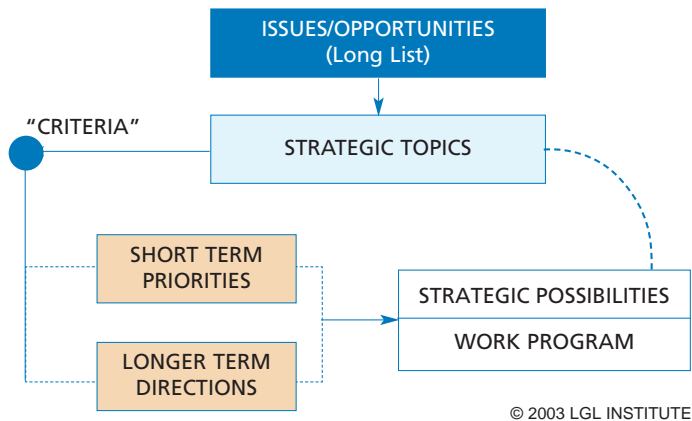 ISSUES/OPPORTUNITIES
(Long List)
"CRITERIA"
STRATEGIC TOPICS
SHORT TERM
PRIORITIES
STRATEGIC POSSIBILITIES
WORK PROGRAM
LONGER TERM
DIRECTIONS
© 2003 LGL INSTITUTE